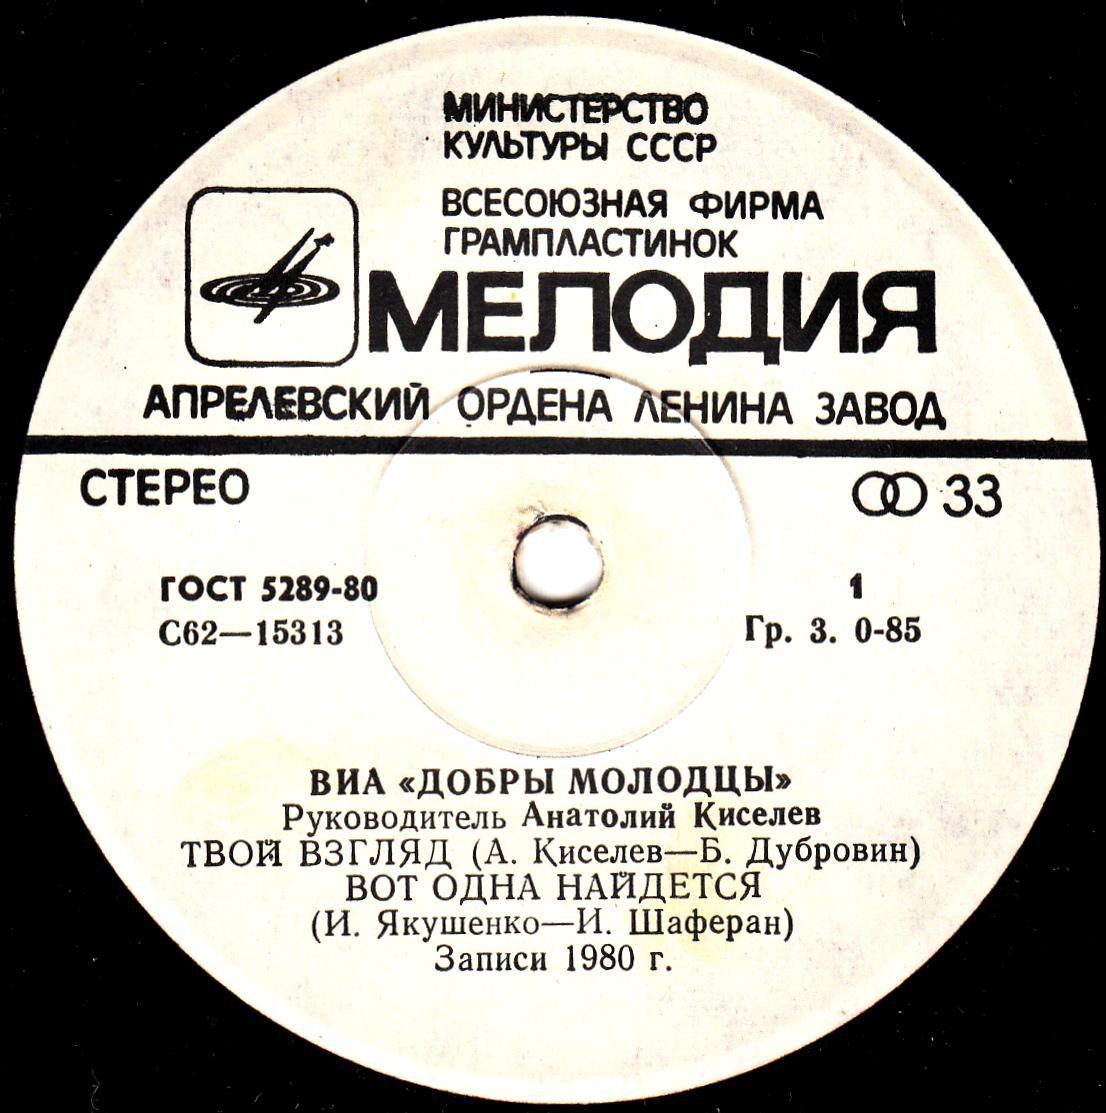 МИНИСТЕРСТВО
КУЛЬТУРЫ СССР
ВСЕСОЮЗНАЯ ФИРМА
ГРАМПЛАСТИНОК
МЕЛОДИЯ
АПРЕЛЕВСКИЙ ОРДЕНА ЛЕНИНА ЗАВОД
СТЕРЕО 33
ГОСТ 5289-80 1
С62—15313 Гр. 3. 0-85
ВИА «ДОБРЫ МОЛОДЦЫ»
Руководитель Анатолий Киселев
ТВОЙ ВЗГЛЯД (А. Киселев—Б. Дубровин)
ВОТ ОДНА НАЙДЕТСЯ
(И. Якушенко—И. Шаферан)
Записи 1980 г.